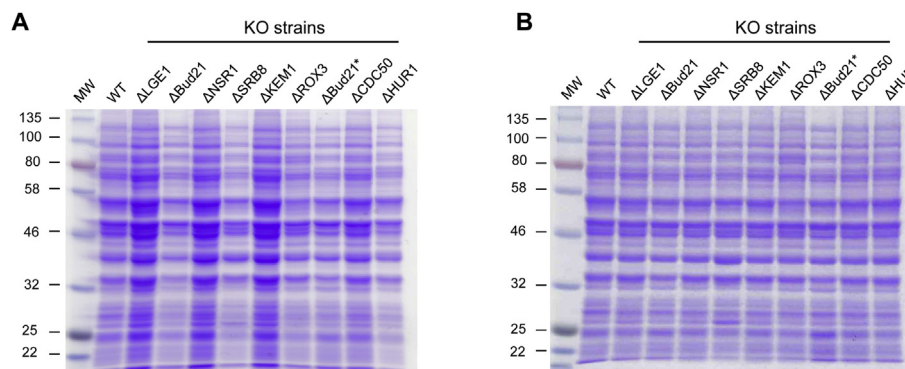 A
KO strains
MW
WT
ΔLGE1
ΔBud21
ΔNSR1
ΔSRB8
ΔKEM1
ΔROX3
ΔBud21*
ΔCDC50
ΔHUR1
135
100
80
58
46
32
25
22
B
KO strains
MW
WT
ΔLGE1
ΔBud21
ΔNSR1
ΔSRB8
ΔKEM1
ΔROX3
ΔBud21*
ΔCDC50
ΔHU
135
100
80
58
46
32
25
22